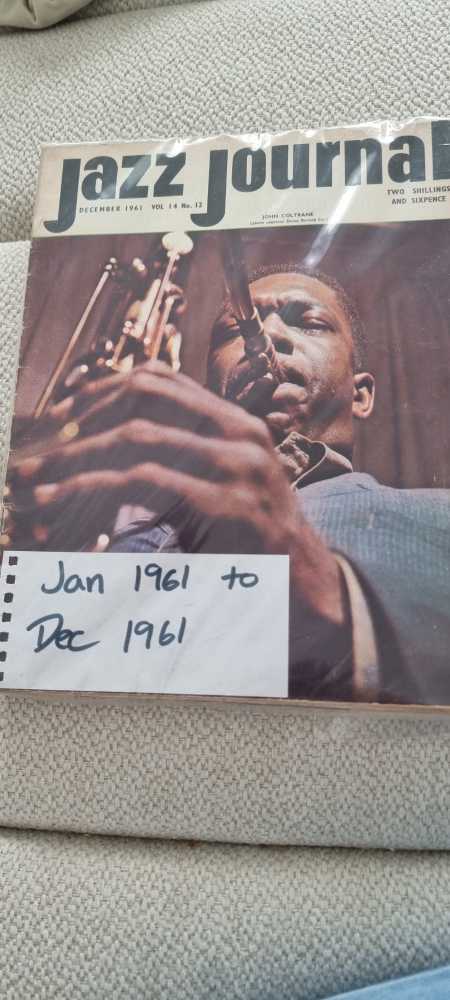 Jazz Journal
DECEMBER 1961 VOL 14 No. 12
TWO SHILLINGS
AND SIXPENCE
JOHN COLTRANE
Jan 1961 to
Dec 1961